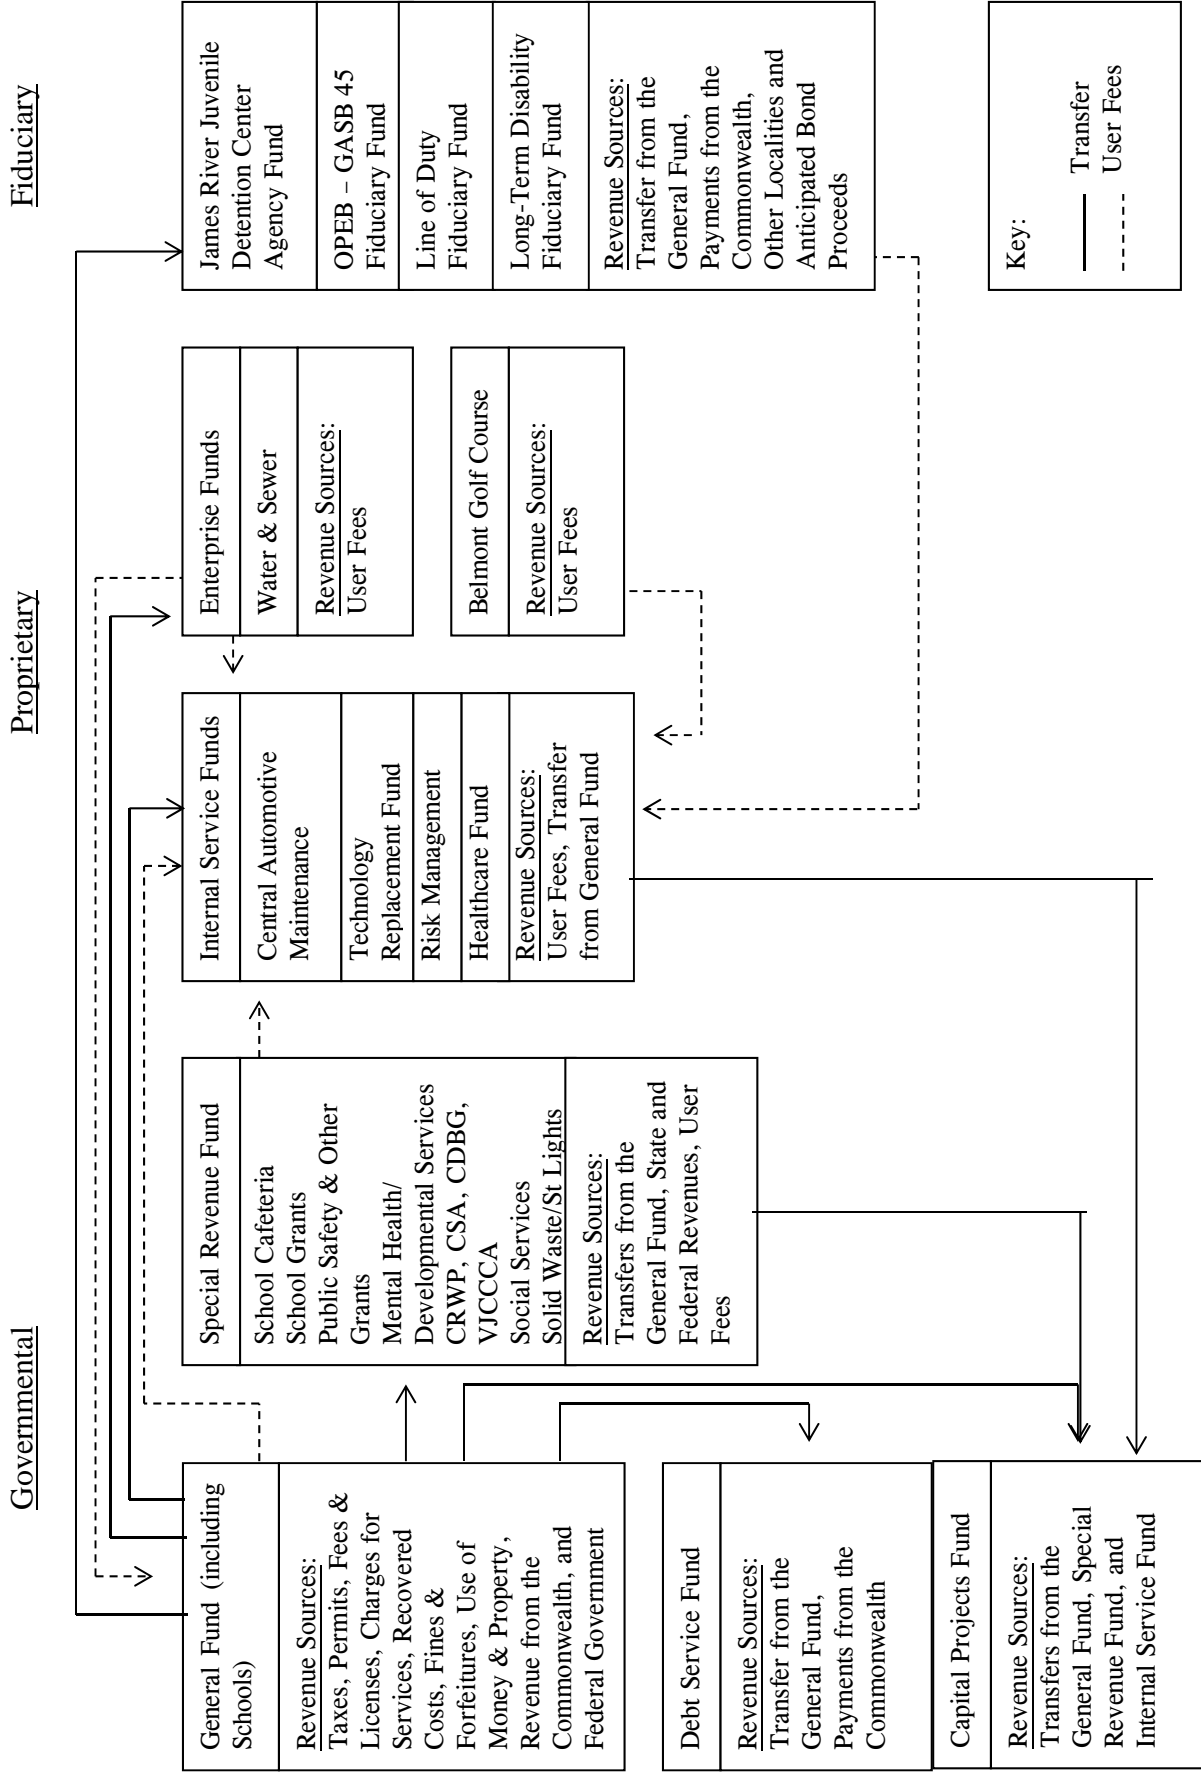 Governmental
Proprietary
Fiduciary
General Fund (including
Schools)
Revenue Sources:
Taxes, Permits, Fees &
Licenses, Charges for
Services, Recovered
Costs, Fines &
Forfeitures, Use of
Money & Property,
Revenue from the
Commonwealth, and
Federal Government
Debt Service Fund
Revenue Sources:
Transfer from the
General Fund,
Payments from the
Commonwealth
Capital Projects Fund
Revenue Sources:
Transfers from the
General Fund, Special
Revenue Fund, and
Internal Service Fund
Special Revenue Fund
School Cafeteria
School Grants
Public Safety & Other
Grants
Mental Health/
Developmental Services
CRWP, CSA, CDBG,
VJCCCA
Social Services
Solid Waste/St Lights
Revenue Sources:
Transfers from the
General Fund, State and
Federal Revenues, User
Fees
Internal Service Funds
Central Automotive
Maintenance
Technology
Replacement Fund
Risk Management
Healthcare Fund
Revenue Sources:
User Fees, Transfer
from General Fund
Enterprise Funds
Water & Sewer
Revenue Sources:
User Fees
Belmont Golf Course
Revenue Sources:
User Fees
James River Juvenile
Detention Center
Agency Fund
OPEB – GASB 45
Fiduciary Fund
Line of Duty
Fiduciary Fund
Long-Term Disability
Fiduciary Fund
Revenue Sources:
Transfer from the
General Fund,
Payments from the
Commonwealth,
Other Localities and
Anticipated Bond
Proceeds
Key:
Transfer
User Fees